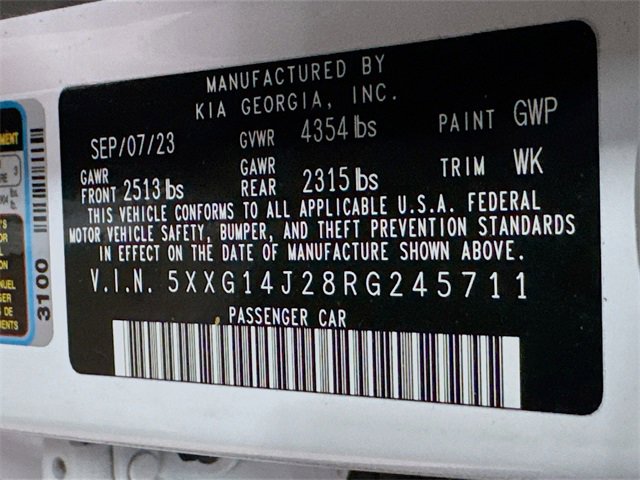 MANUFACTURED BY
KIA GEORGIA, INC.
SEP/07/23 GVWR 4354 lbs PAINT GWP
GAWR FRONT 2513 lbs GAWR REAR 2315 lbs TRIM WK
THIS VEHICLE CONFORMS TO ALL APPLICABLE U.S.A. FEDERAL
MOTOR VEHICLE SAFETY, BUMPER, AND THEFT PREVENTION STANDARDS
IN EFFECT ON THE DATE OF MANUFACTURE SHOWN ABOVE.
V.I.N. 5XXG14J28RG245711
PASSENGER CAR
3100